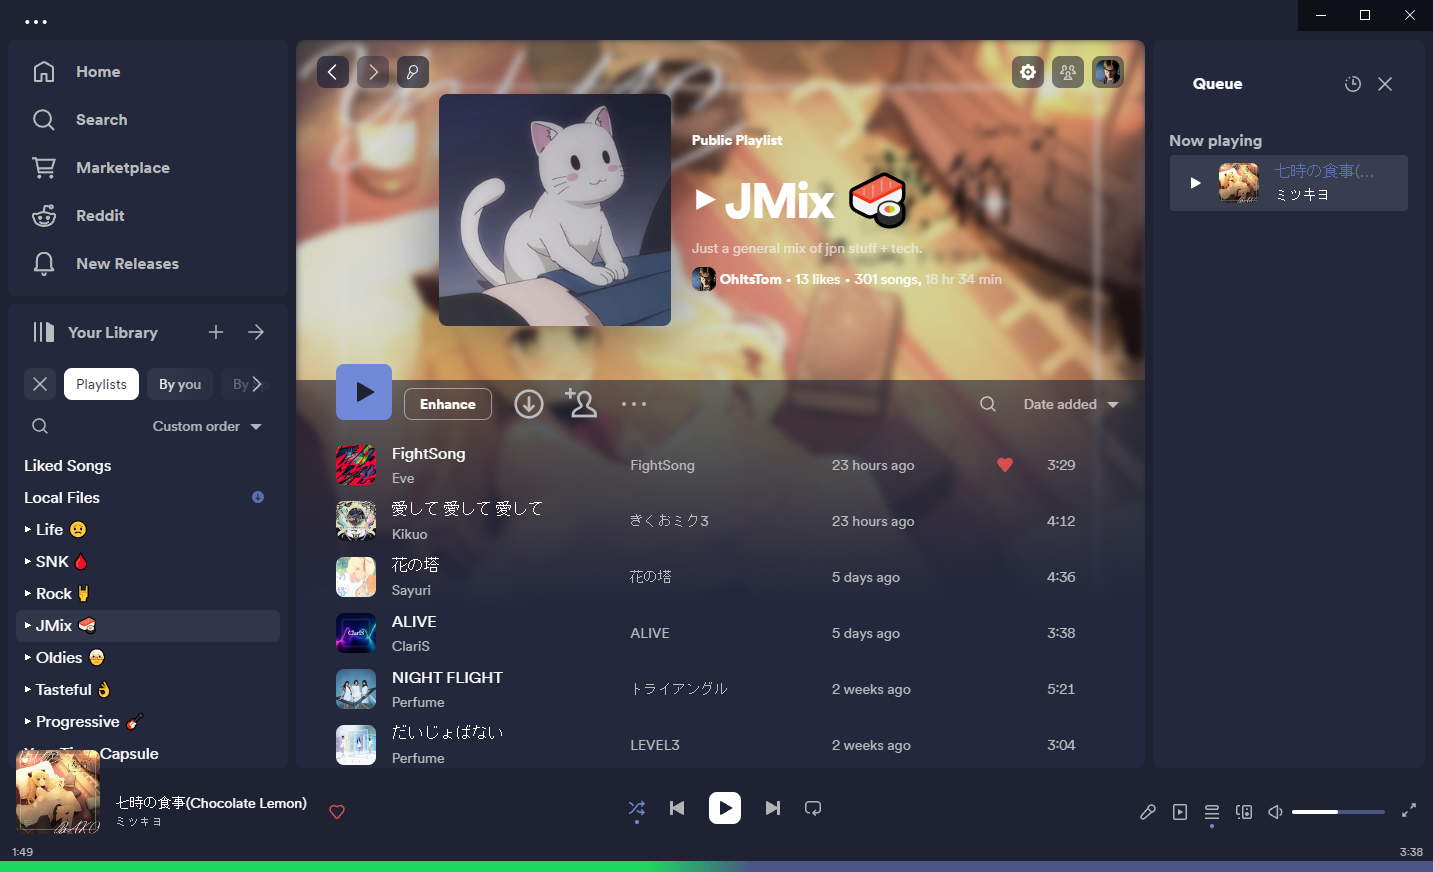 Home
Search
Marketplace
Reddit
New Releases
Your Library
Playlists
By you
By
Custom order
Liked Songs
Local Files
Life 😟
SNK 🩸
Rock 🤘
JMix 🍣
Oldies 👵
Tasteful 👌
Progressive 🎸
Capsule
Public Playlist
JMix 🍣
Just a general mix of jpn stuff + tech.
OhItsTom • 13 likes • 301 songs, 18 hr 34 min
Enhance
Date added
FightSong
Eve
FightSong
23 hours ago
3:29
愛して 愛して 愛して
Kikuo
きくおミク3
23 hours ago
4:12
花の塔
Sayuri
花の塔
5 days ago
4:36
ALIVE
ClariS
ALIVE
5 days ago
3:38
NIGHT FLIGHT
Perfume
トライアングル
2 weeks ago
5:21
だいじょばない
Perfume
LEVEL3
2 weeks ago
3:04
Queue
Now playing
七時の食事(...
ミツキヨ
七時の食事(Chocolate Lemon)
ミツキヨ
1:49
3:38